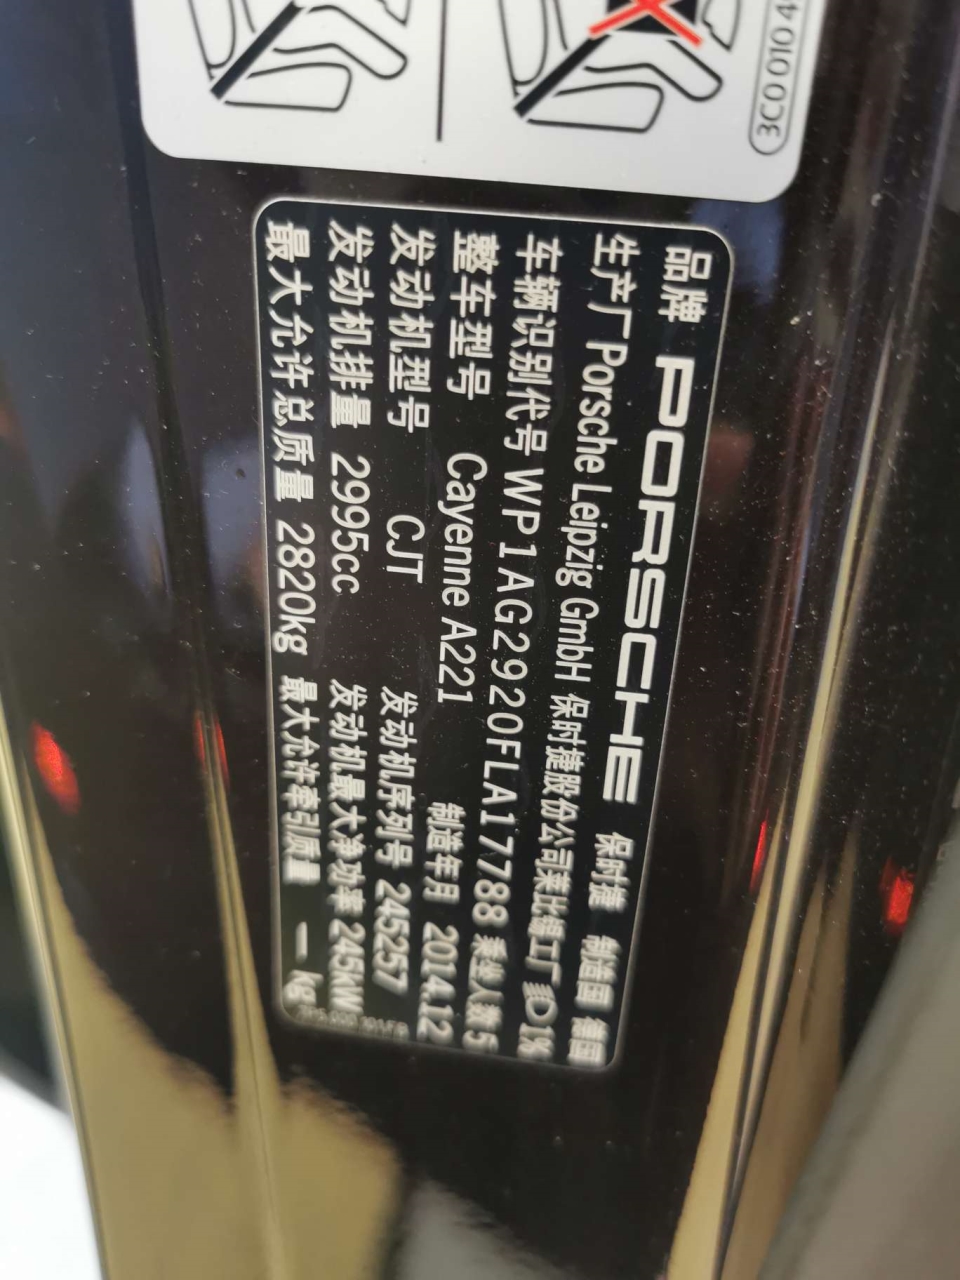 3C0 010 4
品牌 PORSCHE 保时捷 制造国 德国
生产厂 Porsche Leipzig GmbH 保时捷股份公司莱比锡工厂
车辆识别代号 WP1AG2920FLA17788 乘坐人数 5
整车型号 Cayenne A221 制造年月 2014.12
发动机型号 CJT 发动机序列号 245257
发动机排量 2995cc 发动机最大净功率 245kW
最大允许总质量 2820kg 最大允许牵引质量 — kg